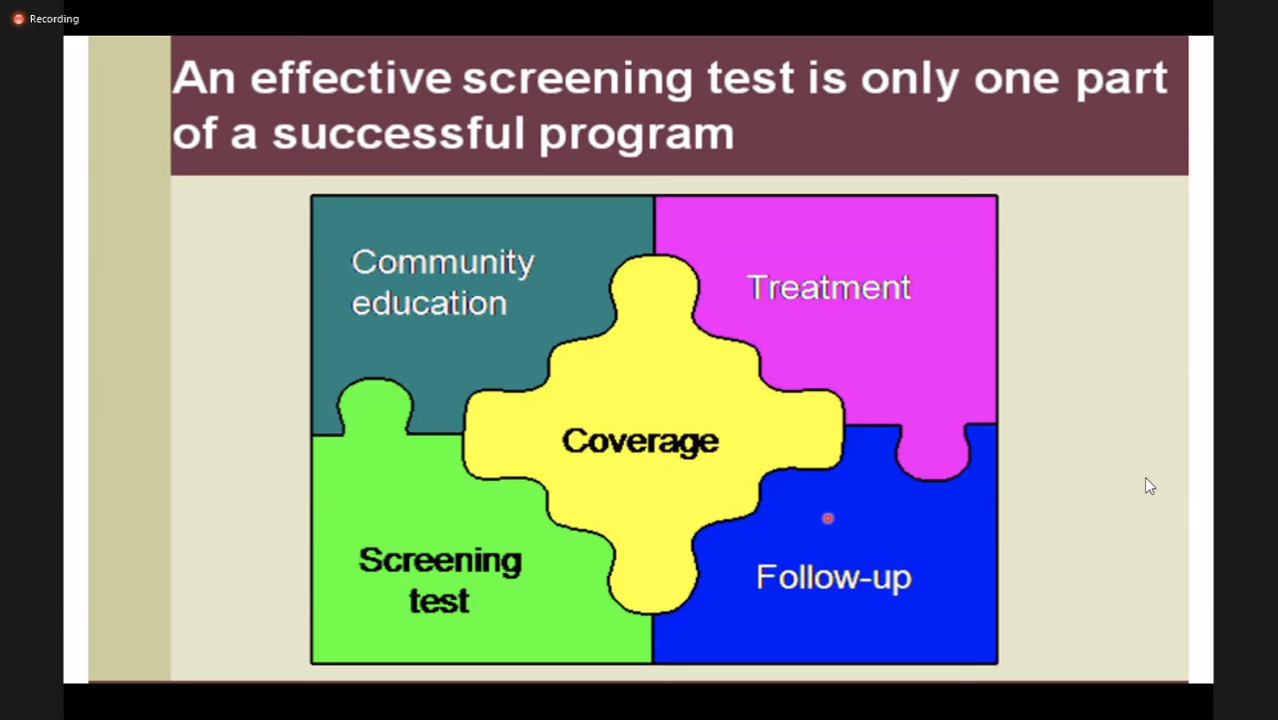 Recording
An effective screening test is only one part
of a successful program
Community
education
Treatment
Coverage
Screening
test
Follow-up